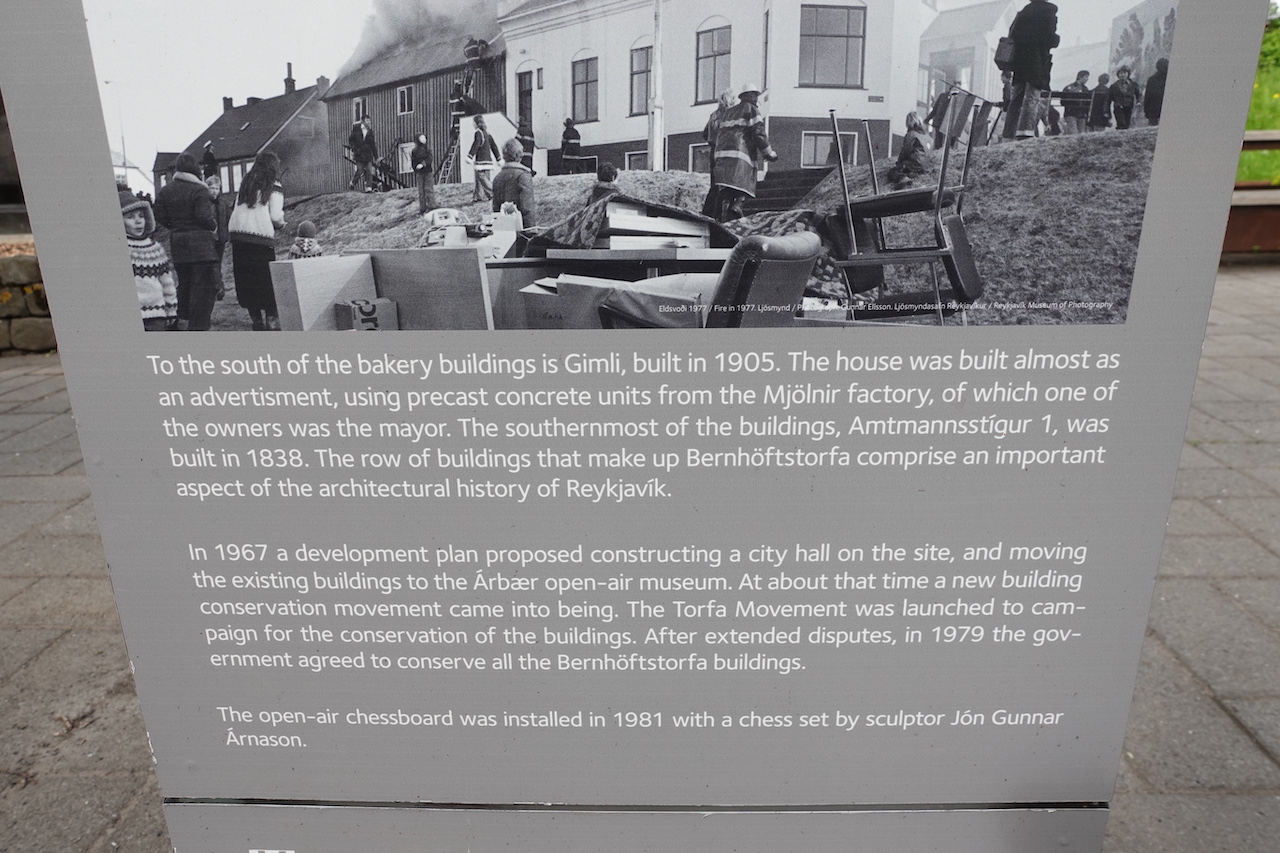 pro
Eldsvoði 1977 / Fire in 1977. Ljósmynd / Photograph: Gunnar Elísson. Ljósmyndasafn Reykjavíkur / Reykjavík Museum of Photography
To the south of the bakery buildings is Gimli, built in 1905. The house was built almost as
an advertisment, using precast concrete units from the Mjölnir factory, of which one of
the owners was the mayor. The southernmost of the buildings, Amtmannsstígur 1, was
built in 1838. The row of buildings that make up Bernhöftstorfa comprise an important
aspect of the architectural history of Reykjavík.
In 1967 a development plan proposed constructing a city hall on the site, and moving
the existing buildings to the Árbær open-air museum. At about that time a new building
conservation movement came into being. The Torfa Movement was launched to cam-
paign for the conservation of the buildings. After extended disputes, in 1979 the gov-
ernment agreed to conserve all the Bernhöftstorfa buildings.
The open-air chessboard was installed in 1981 with a chess set by sculptor Jón Gunnar
Árnason.